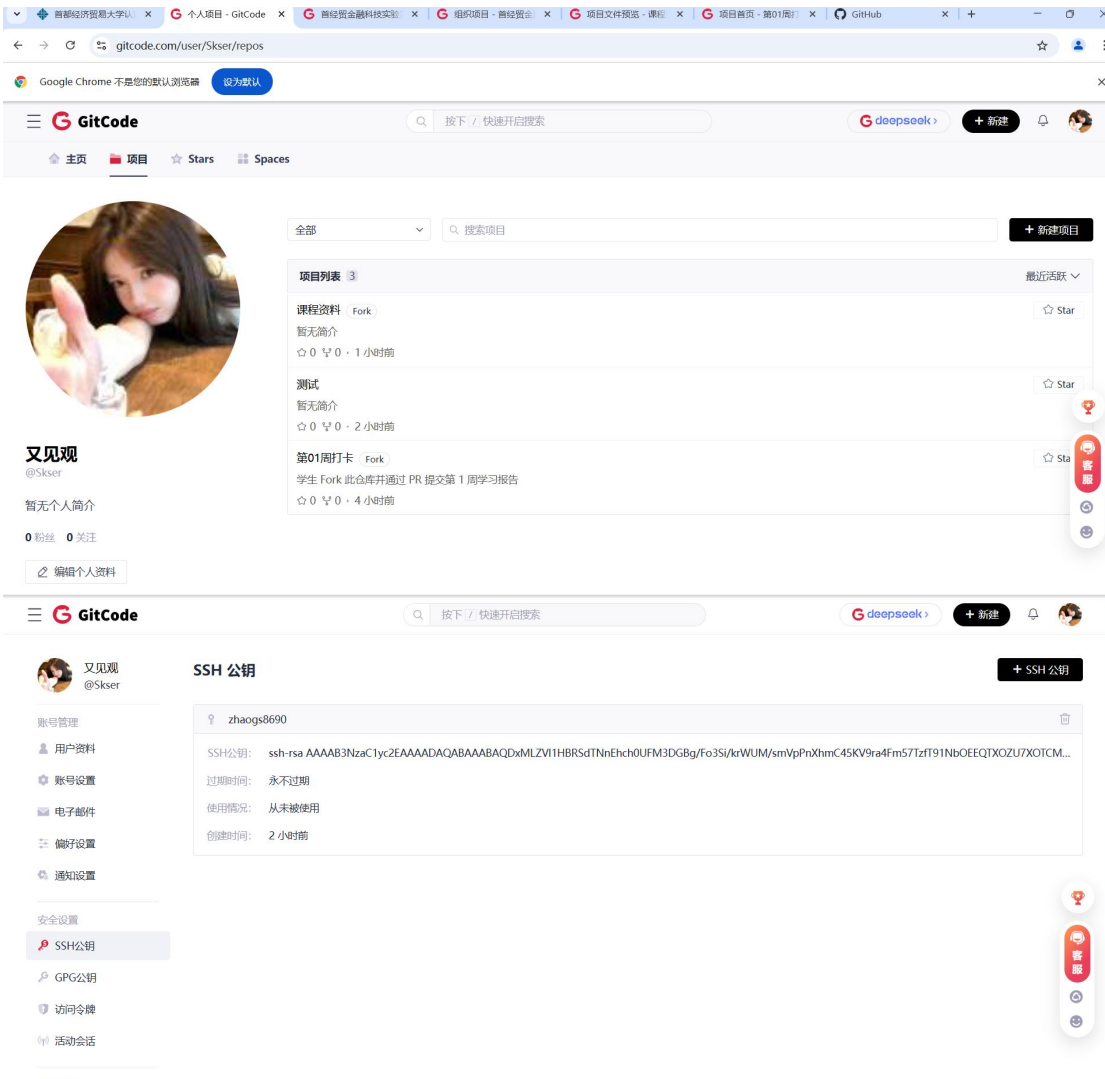 首都经济贸易大学认
个人项目 - GitCode
首经贸金融科技实验
组织项目 - 首经贸金
项目文件预览 - 课程
项目首页 - 第01周打
GitHub
gitcode.com/user/Skser/repos
Google Chrome 不是您的默认浏览器 设为默认
GitCode
按下 / 快速开启搜索
deepseek
+ 新建
主页 项目 Stars Spaces
全部
搜索项目
+ 新建项目
项目列表 3
最近活跃
课程资料 Fork
Star
暂无简介
0 0 · 1 小时前
测试
Star
暂无简介
0 0 · 2 小时前
第01周打卡 Fork
Sta
学生 Fork 此仓库并通过 PR 提交第 1 周学习报告
0 0 · 4 小时前
客服
又见观
@Skser
暂无个人简介
0 粉丝 0 关注
编辑个人资料
GitCode
按下 / 快速开启搜索
deepseek
+ 新建
又见观
@Skser
账号管理
用户资料
账号设置
电子邮件
偏好设置
通知设置
安全设置
SSH公钥
GPG公钥
访问令牌
活动会话
SSH 公钥
+ SSH 公钥
zhaogs8690
SSH公钥: ssh-rsa AAAAB3NzaC1yc2EAAAADAQABAAABAQDxMLZVI1HBRSdTNnEhch0UFM3DGBg/Fo3Si/krWUM/smVpPnXhmC45KV9ra4Fm57TzfT91NbOEEQTXOZU7XOTCM...
过期时间: 永不过期
使用情况: 从未被使用
创建时间: 2 小时前
客服